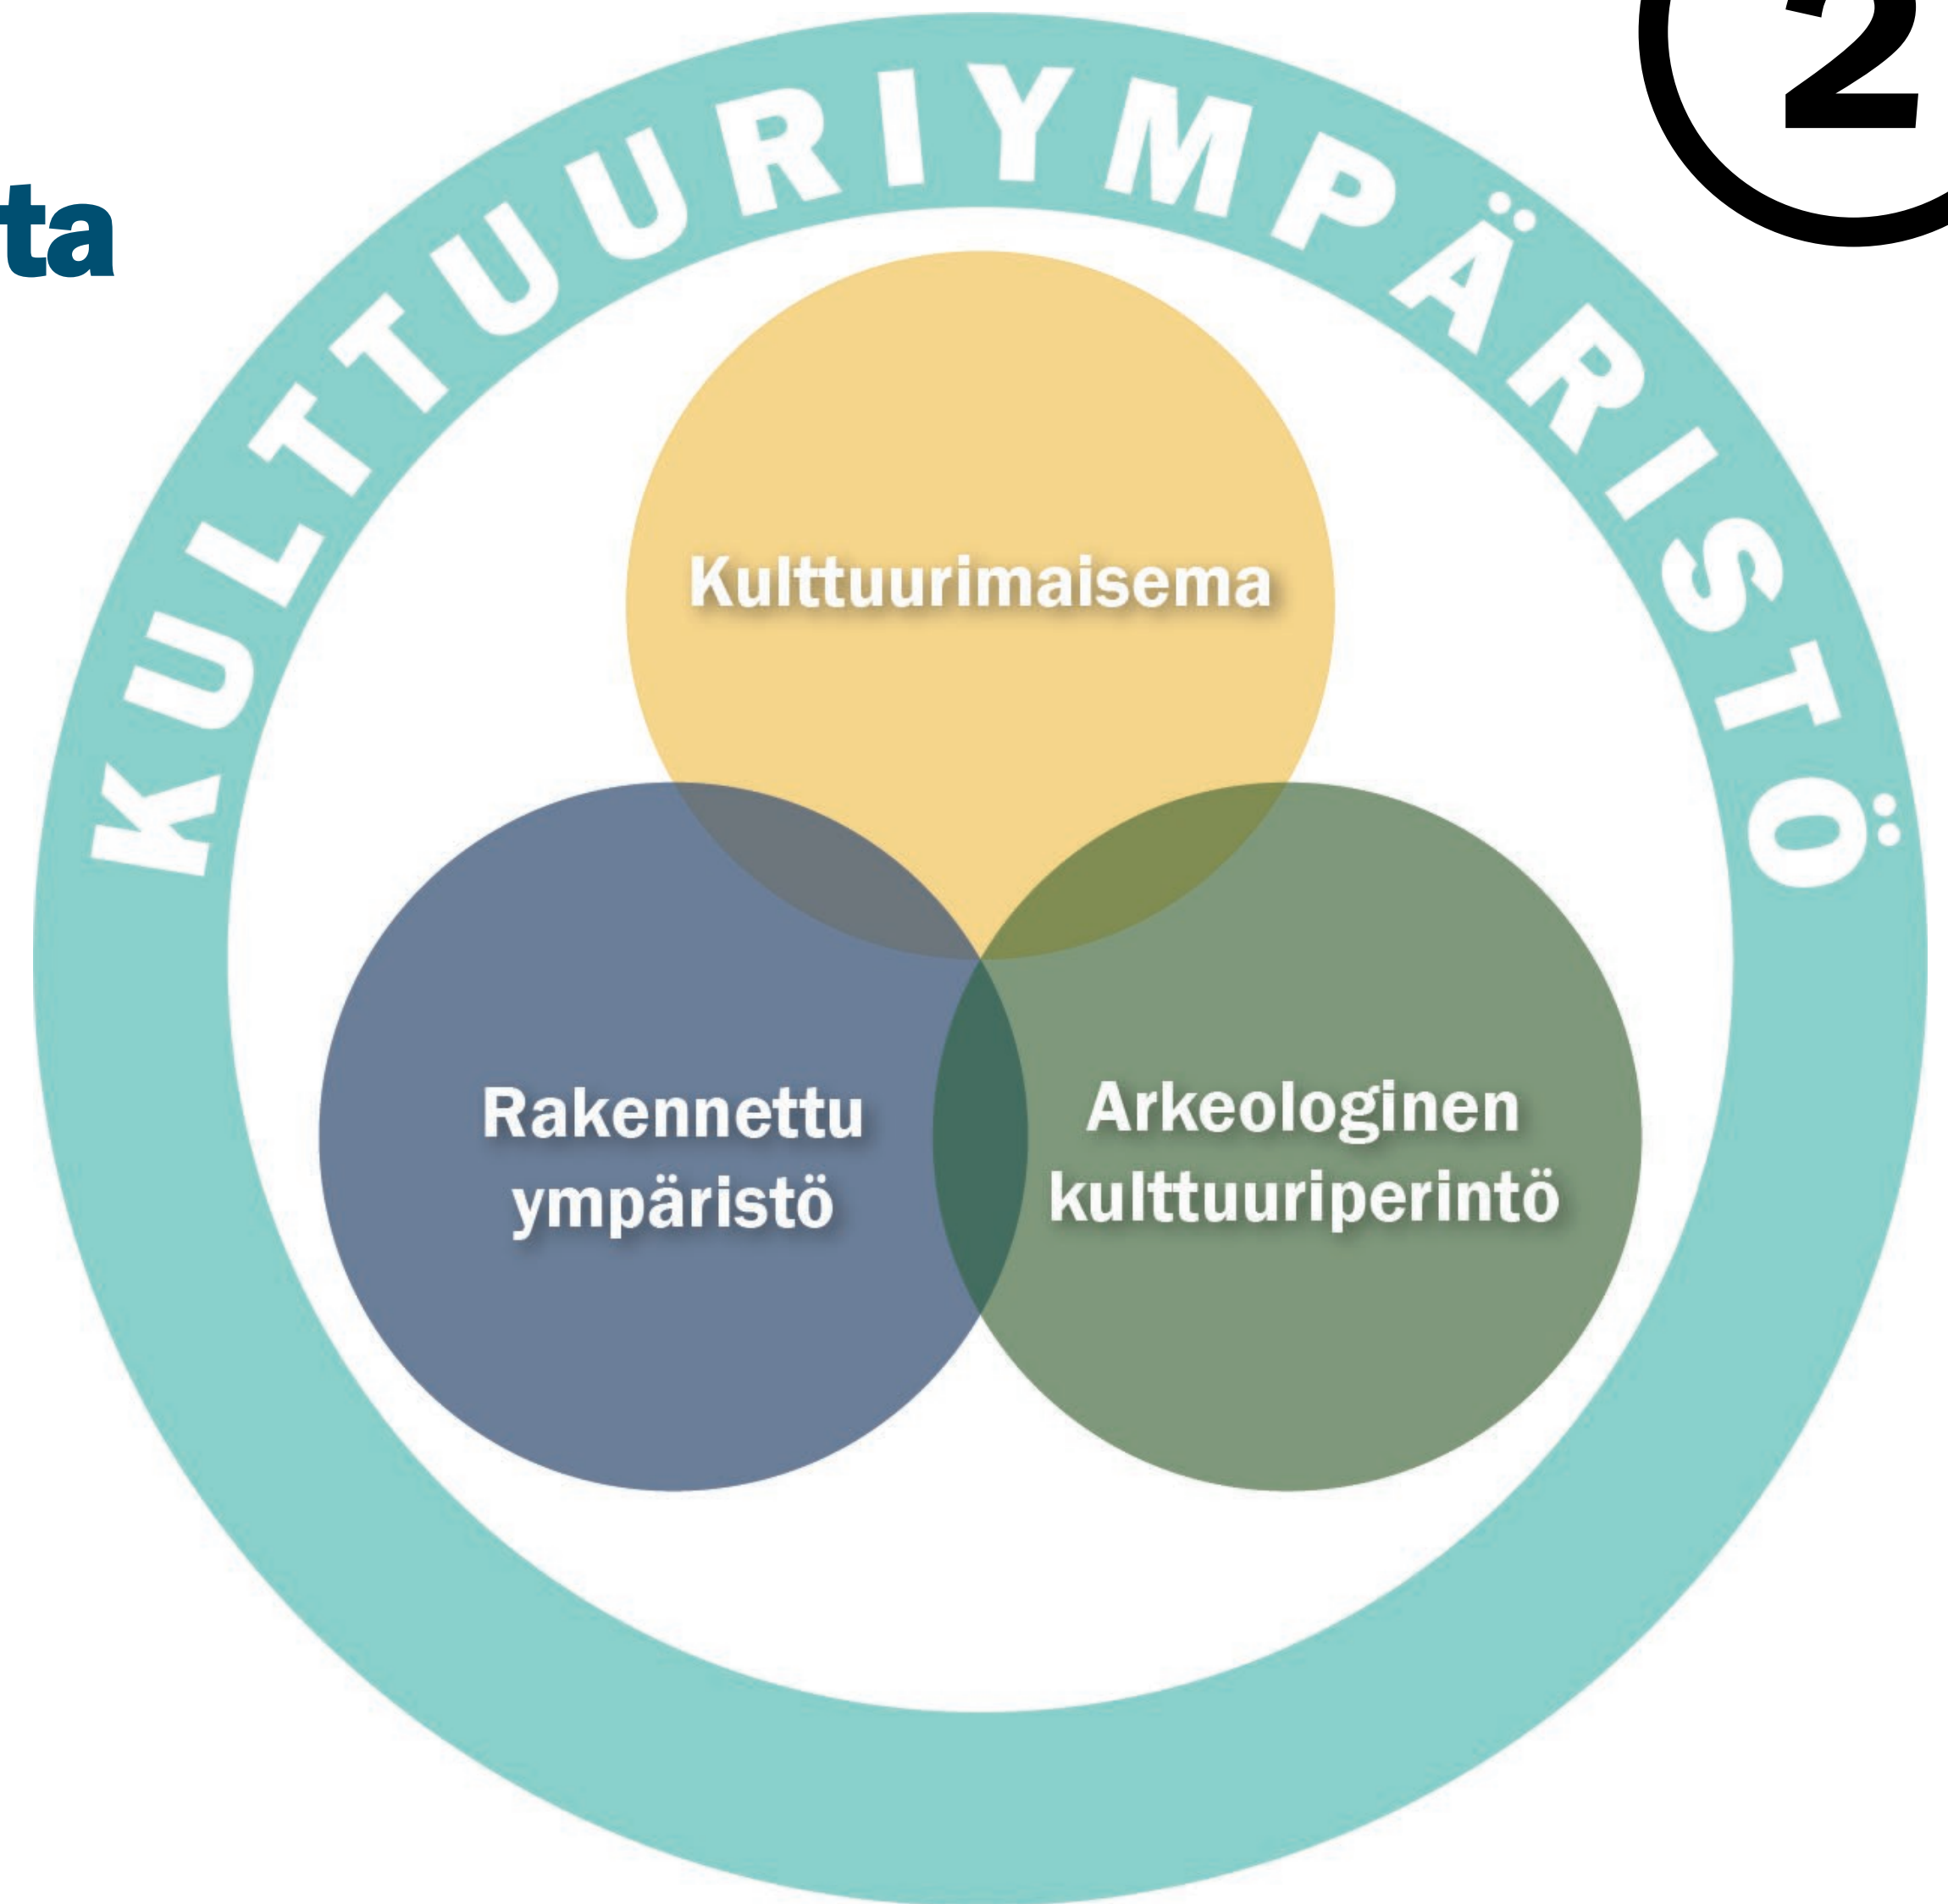 2
ta
KULTTUURIYMPÄRISTÖ
Kulttuurimaisema
Rakennettu
ympäristö
Arkeologinen
kulttuuriperintö